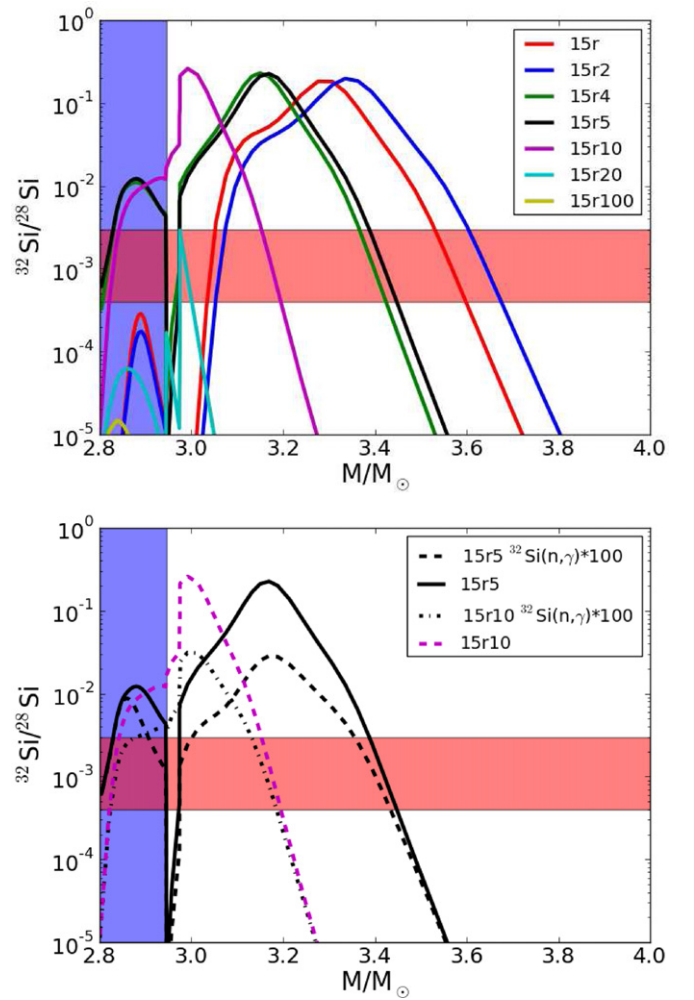 10⁰
10⁻¹
10⁻²
10⁻³
10⁻⁴
10⁻⁵
³²Si/²⁸Si
15r
15r2
15r4
15r5
15r10
15r20
15r100
2.8 3.0 3.2 3.4 3.6 3.8 4.0
M/M☉
10⁰
10⁻¹
10⁻²
10⁻³
10⁻⁴
10⁻⁵
³²Si/²⁸Si
15r5 ³²Si(n,γ)*100
15r5
15r10 ³²Si(n,γ)*100
15r10
2.8 3.0 3.2 3.4 3.6 3.8 4.0
M/M☉